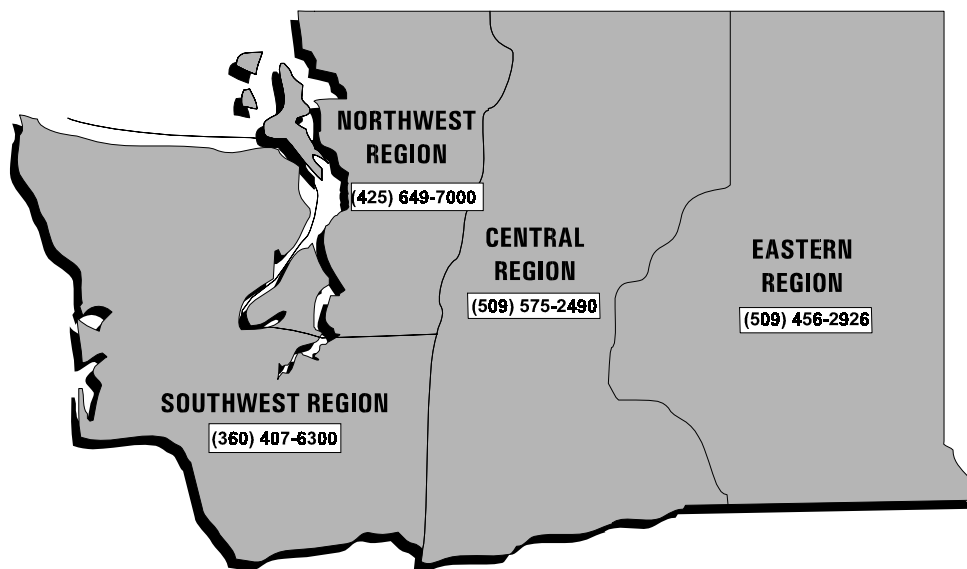 NORTHWEST
REGION
(425) 649-7000
CENTRAL
REGION
(509) 575-2490
EASTERN
REGION
(509) 456-2926
SOUTHWEST REGION
(360) 407-6300